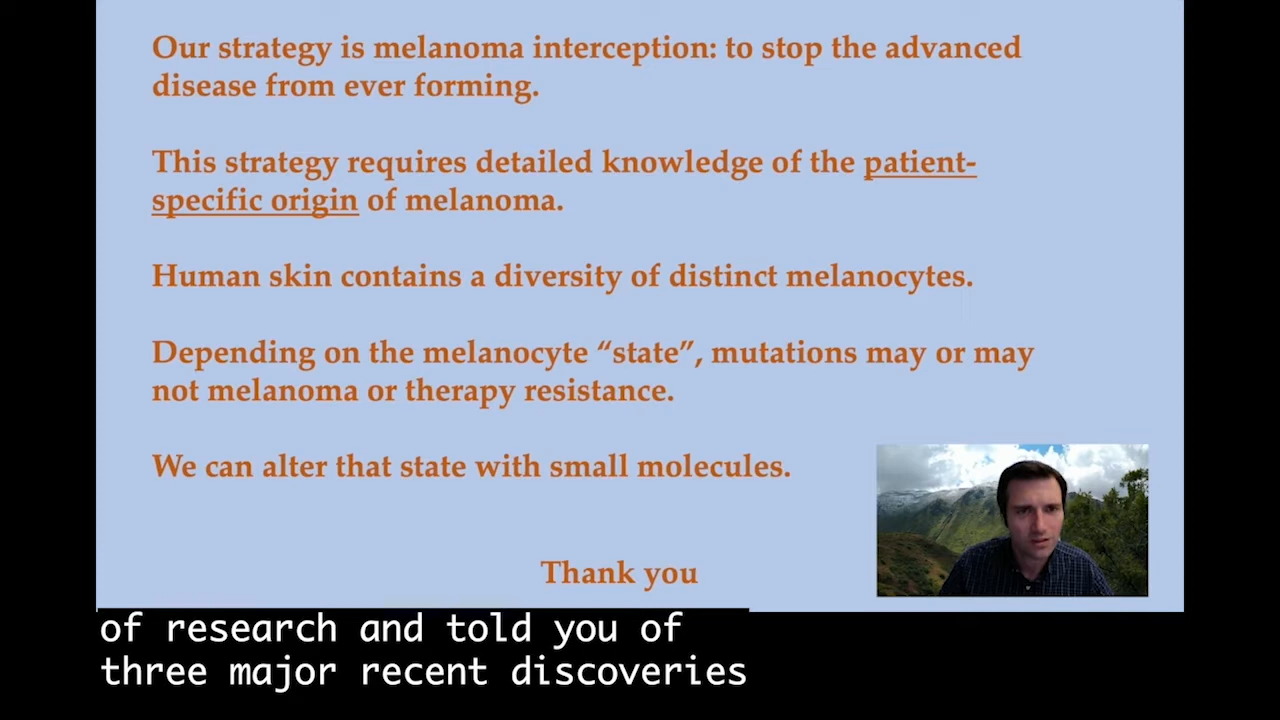 Our strategy is melanoma interception: to stop the advanced
disease from ever forming.
This strategy requires detailed knowledge of the patient-
specific origin of melanoma.
Human skin contains a diversity of distinct melanocytes.
Depending on the melanocyte “state”, mutations may or may
not melanoma or therapy resistance.
We can alter that state with small molecules.
Thank you
of research and told you of
three major recent discoveries